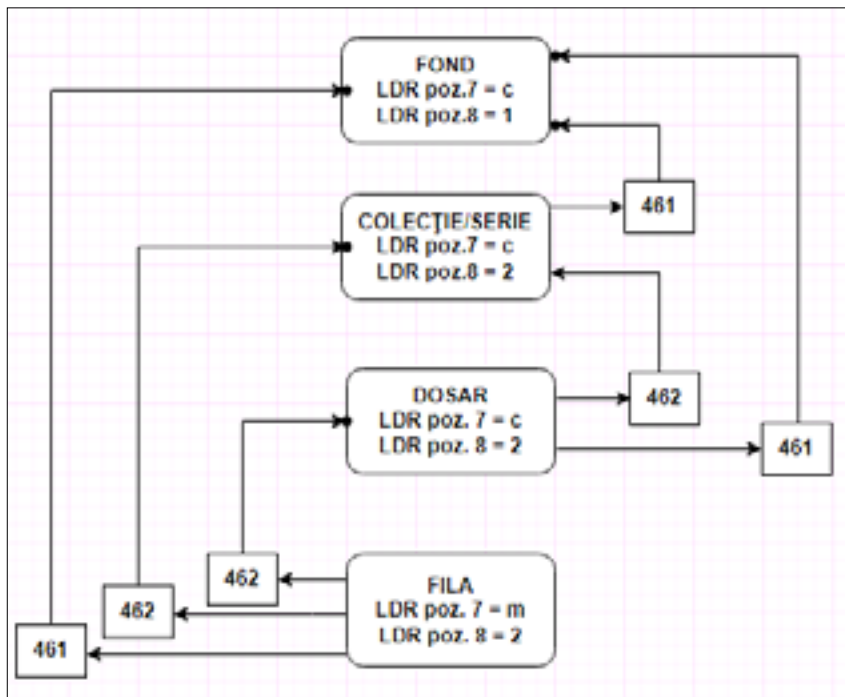 FOND
LDR poz.7 = c
LDR poz.8 = 1
461
COLECŢIE/SERIE
LDR poz.7 = c
LDR poz.8 = 2
DOSAR
LDR poz. 7 = c
LDR poz. 8 = 2
462
461
FILA
LDR poz. 7 = m
LDR poz. 8 = 2
462
462
461